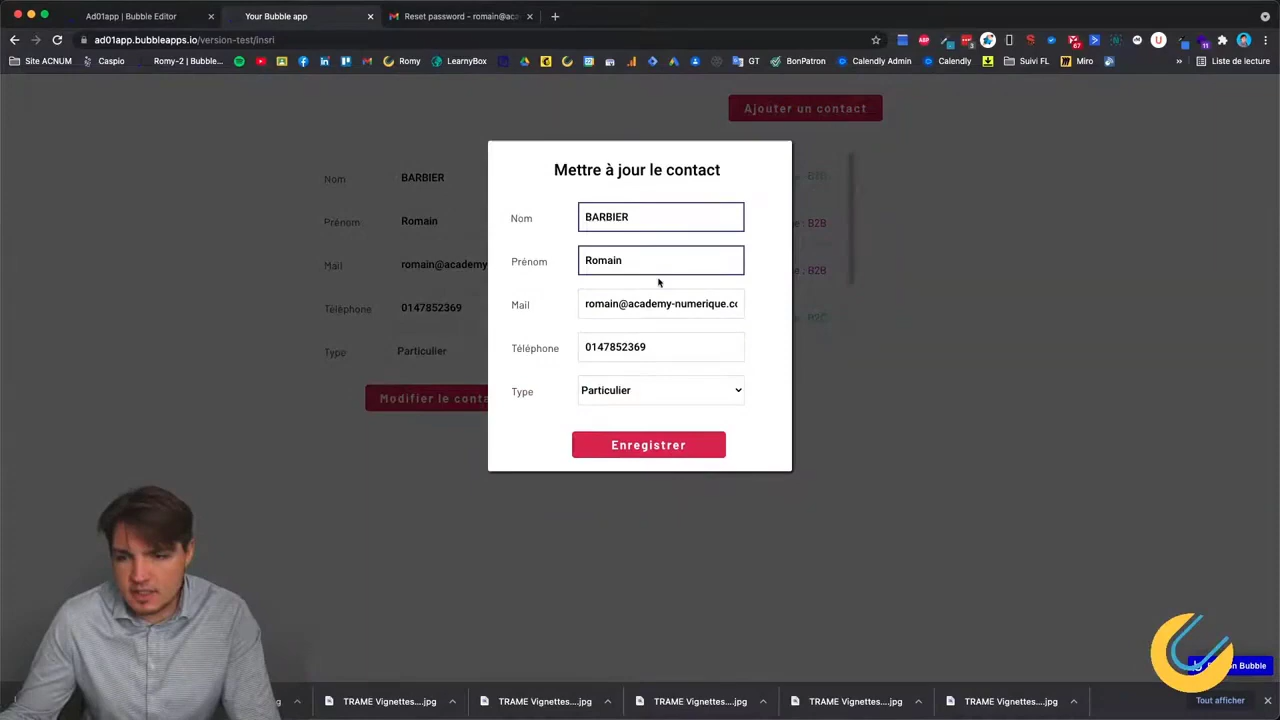 Ad01app | Bubble Editor
Your Bubble app
Reset password - romain@aca
ad01app.bubbleapps.io/version-test/insri
Site ACNUM
Caspio
Romy-2 | Bubble...
Romy
LearnyBox
GT
BonPatron
Calendly Admin
Calendly
Suivi FL
Miro
Liste de lecture
Ajouter un contact
Nom
BARBIER
Prénom
Romain
Mail
romain@academy
Téléphone
0147852369
Type
Particulier
Modifier le conta
: B2B
: B2B
B2C
Mettre à jour le contact
Nom
BARBIER
Prénom
Romain
Mail
romain@academy-numerique.co
Téléphone
0147852369
Type
Particulier
Enregistrer
Bubble
TRAME Vignettes....jpg
TRAME Vignettes....jpg
TRAME Vignettes....jpg
TRAME Vignettes....jpg
TRAME Vignettes....jpg
Tout afficher